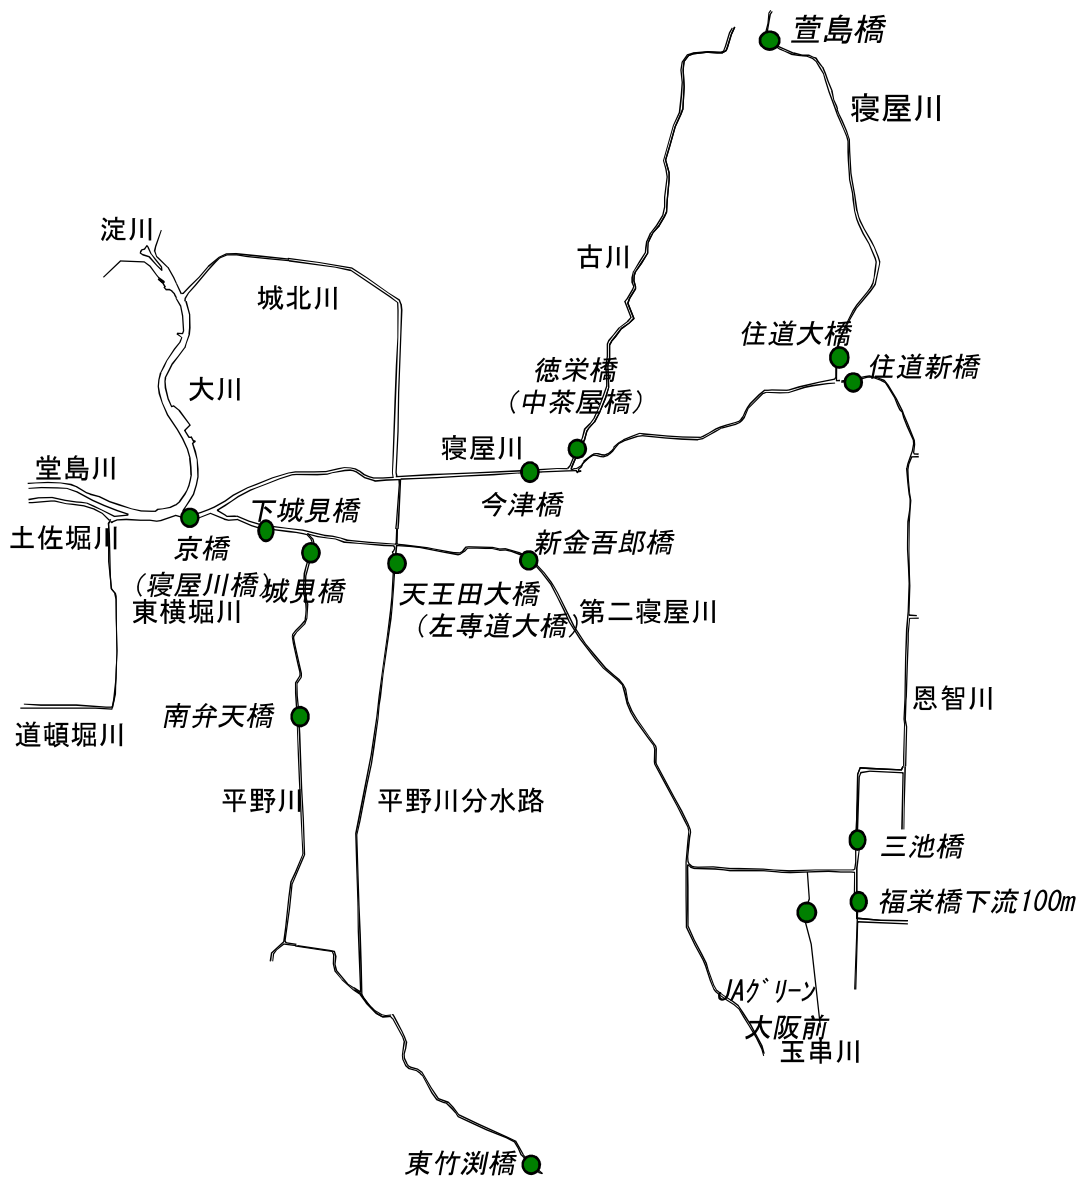 萱島橋
寝屋川
淀川
古川
城北川
住道大橋
住道新橋
徳栄橋
（中茶屋橋）
大川
寝屋川
堂島川
今津橋
下城見橋
土佐堀川
京橋
（寝屋川橋）
新金吾郎橋
城見橋
天王田大橋
（左専道大橋）
東横堀川
第二寝屋川
恩智川
南弁天橋
道頓堀川
平野川
平野川分水路
三池橋
福栄橋下流100m
JAｸﾞﾘｰﾝ
大阪前
玉串川
東竹渕橋